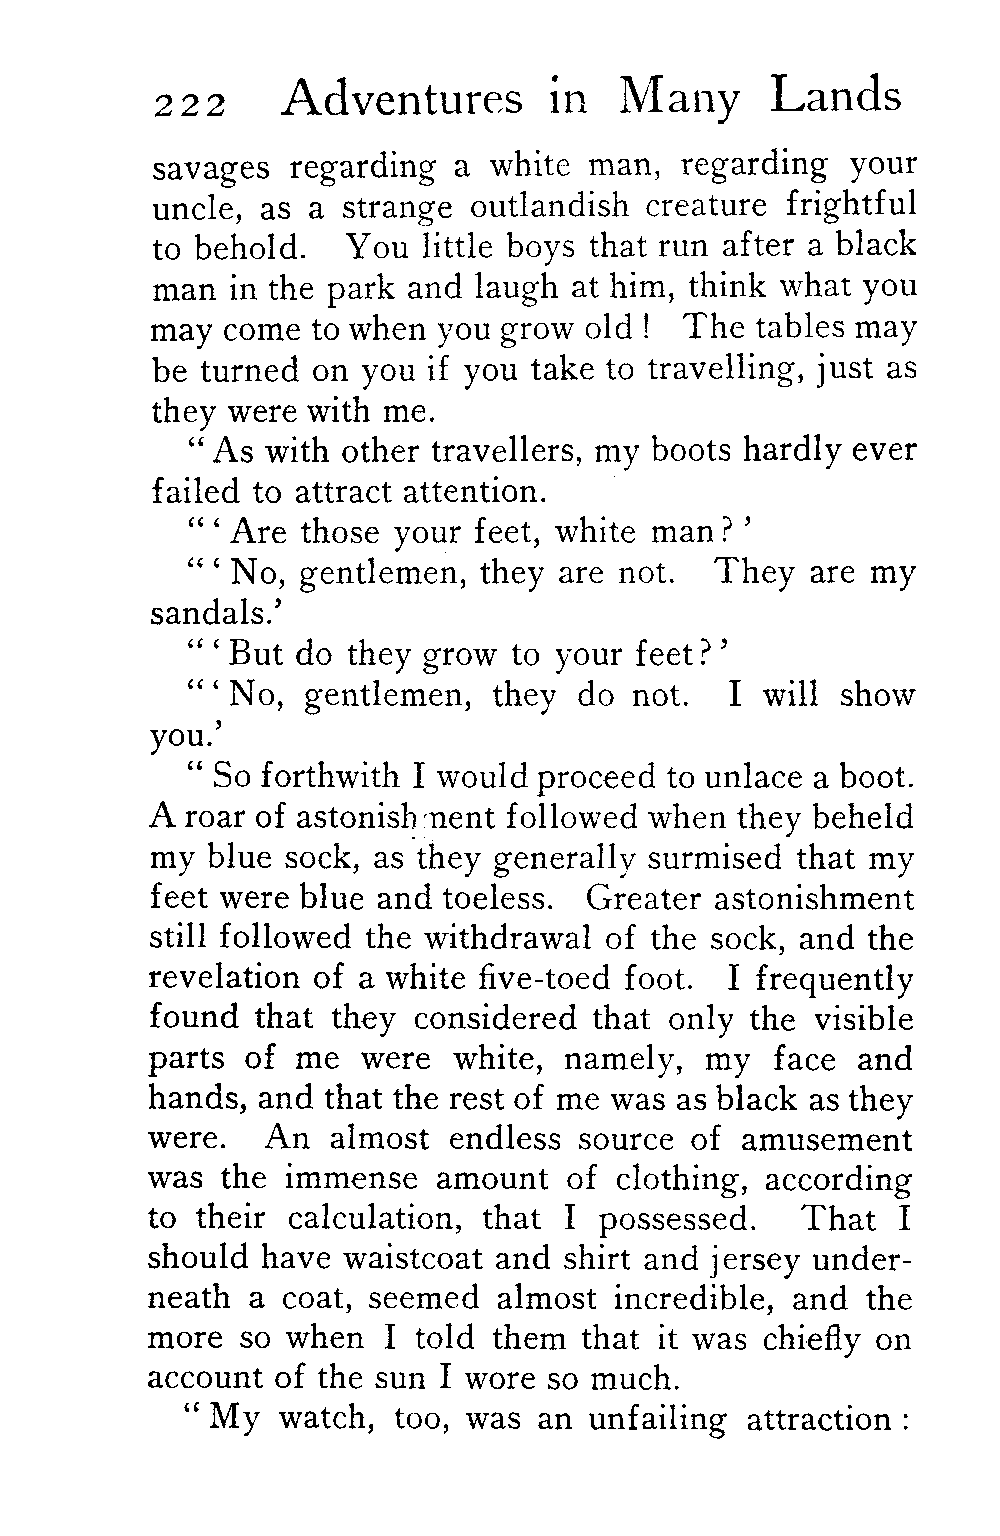 222 Adventures in Many Lands
savages regarding a white man, regarding your
uncle, as a strange outlandish creature frightful
to behold. You little boys that run after a black
man in the park and laugh at him, think what you
may come to when you grow old ! The tables may
be turned on you if you take to travelling, just as
they were with me.
“ As with other travellers, my boots hardly ever
failed to attract attention.
“ ‘ Are those your feet, white man ? ’
“ ‘ No, gentlemen, they are not. They are my
sandals.’
“ ‘ But do they grow to your feet ? ’
“ ‘ No, gentlemen, they do not. I will show
you.’
“ So forthwith I would proceed to unlace a boot.
A roar of astonishment followed when they beheld
my blue sock, as they generally surmised that my
feet were blue and toeless. Greater astonishment
still followed the withdrawal of the sock, and the
revelation of a white five-toed foot. I frequently
found that they considered that only the visible
parts of me were white, namely, my face and
hands, and that the rest of me was as black as they
were. An almost endless source of amusement
was the immense amount of clothing, according
to their calculation, that I possessed. That I
should have waistcoat and shirt and jersey under-
neath a coat, seemed almost incredible, and the
more so when I told them that it was chiefly on
account of the sun I wore so much.
“ My watch, too, was an unfailing attraction :